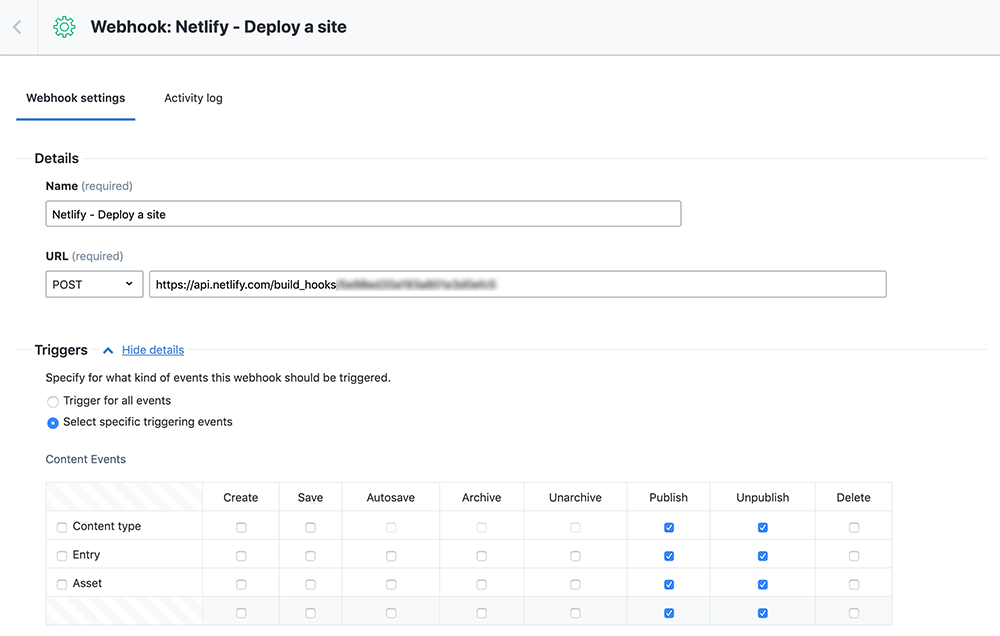 Webhook: Netlify - Deploy a site
Webhook settings Activity log
Details
Name (required)
Netlify - Deploy a site
URL (required)
POST https://api.netlify.com/build_hooks
Triggers Hide details
Specify for what kind of events this webhook should be triggered.
Trigger for all events
Select specific triggering events
Content Events
Create Save Autosave Archive Unarchive Publish Unpublish Delete
Content type
Entry
Asset